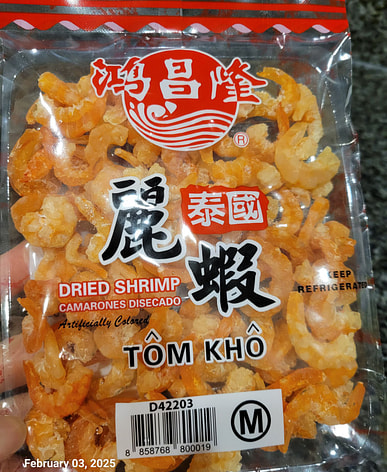 鴻昌隆
®
泰國
麗蝦
DRIED SHRIMP
CAMARONES DISECADO
Artificially Colored
KEEP
REFRIGERATED
TÔM KHÔ
D42203
8 858768 800019
M
February 03, 2025